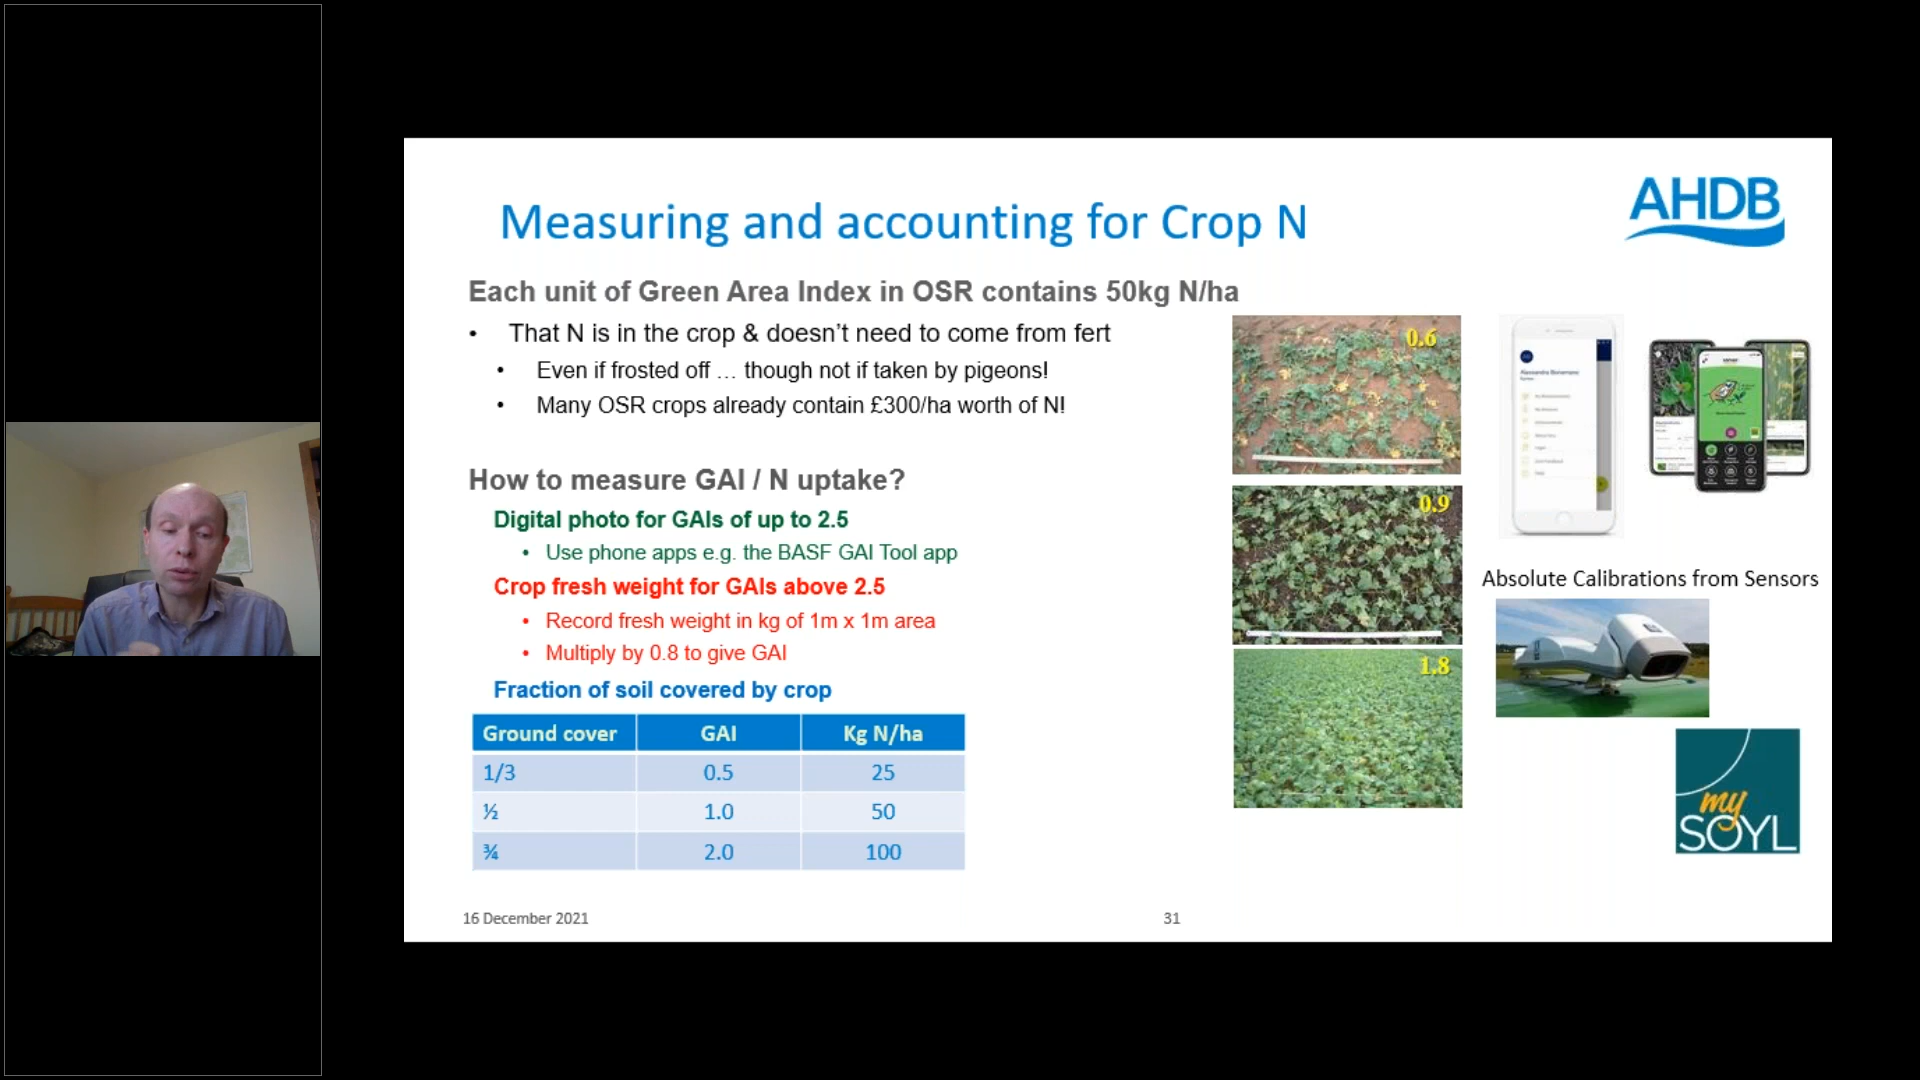 Measuring and accounting for Crop N
AHDB
Each unit of Green Area Index in OSR contains 50kg N/ha
• That N is in the crop & doesn't need to come from fert
• Even if frosted off … though not if taken by pigeons!
• Many OSR crops already contain £300/ha worth of N!
How to measure GAI / N uptake?
Digital photo for GAIs of up to 2.5
• Use phone apps e.g. the BASF GAI Tool app
Crop fresh weight for GAIs above 2.5
• Record fresh weight in kg of 1m x 1m area
• Multiply by 0.8 to give GAI
Fraction of soil covered by crop
Ground cover GAI Kg N/ha
1/3 0.5 25
½ 1.0 50
¾ 2.0 100
0.6
0.9
1.8
Absolute Calibrations from Sensors
my
SOYL
16 December 2021
31